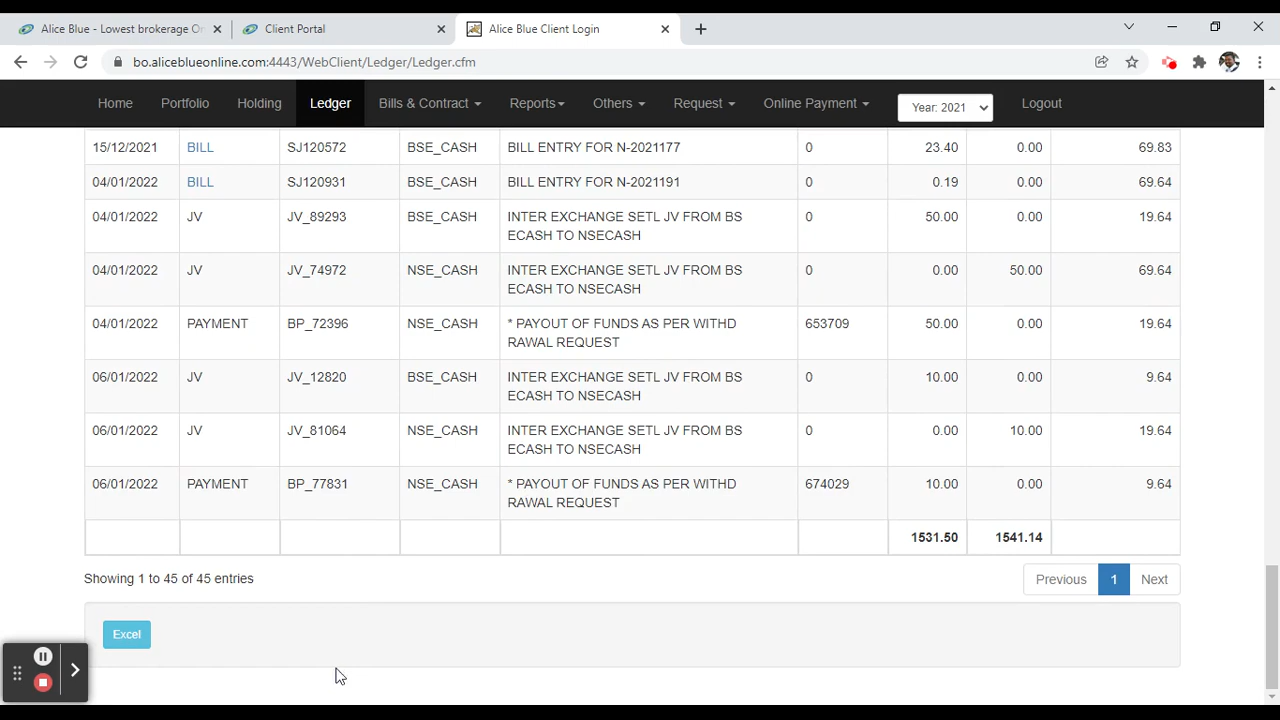 Alice Blue - Lowest brokerage On
Client Portal
Alice Blue Client Login
bo.aliceblueonline.com:4443/WebClient/Ledger/Ledger.cfm
Home Portfolio Holding Ledger Bills & Contract Reports Others Request Online Payment Year: 2021 Logout
15/12/2021 BILL SJ120572 BSE_CASH BILL ENTRY FOR N-2021177 0 23.40 0.00 69.83
04/01/2022 BILL SJ120931 BSE_CASH BILL ENTRY FOR N-2021191 0 0.19 0.00 69.64
04/01/2022 JV JV_89293 BSE_CASH INTER EXCHANGE SETL JV FROM BS 0 50.00 0.00 19.64
ECASH TO NSECASH
04/01/2022 JV JV_74972 NSE_CASH INTER EXCHANGE SETL JV FROM BS 0 0.00 50.00 69.64
ECASH TO NSECASH
04/01/2022 PAYMENT BP_72396 NSE_CASH * PAYOUT OF FUNDS AS PER WITHD 653709 50.00 0.00 19.64
RAWAL REQUEST
06/01/2022 JV JV_12820 BSE_CASH INTER EXCHANGE SETL JV FROM BS 0 10.00 0.00 9.64
ECASH TO NSECASH
06/01/2022 JV JV_81064 NSE_CASH INTER EXCHANGE SETL JV FROM BS 0 0.00 10.00 19.64
ECASH TO NSECASH
06/01/2022 PAYMENT BP_77831 NSE_CASH * PAYOUT OF FUNDS AS PER WITHD 674029 10.00 0.00 9.64
RAWAL REQUEST
1531.50 1541.14
Showing 1 to 45 of 45 entries
Previous 1 Next
Excel